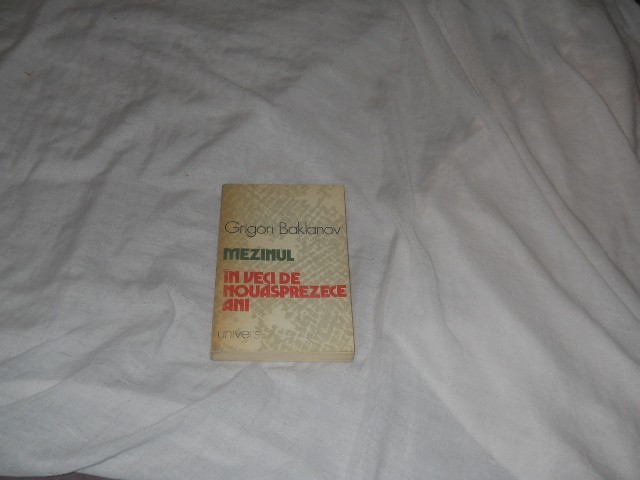 Grigori Baklanov
MEZINUL
ÎN VECI DE
NOUĂSPREZECE
ANI
univers